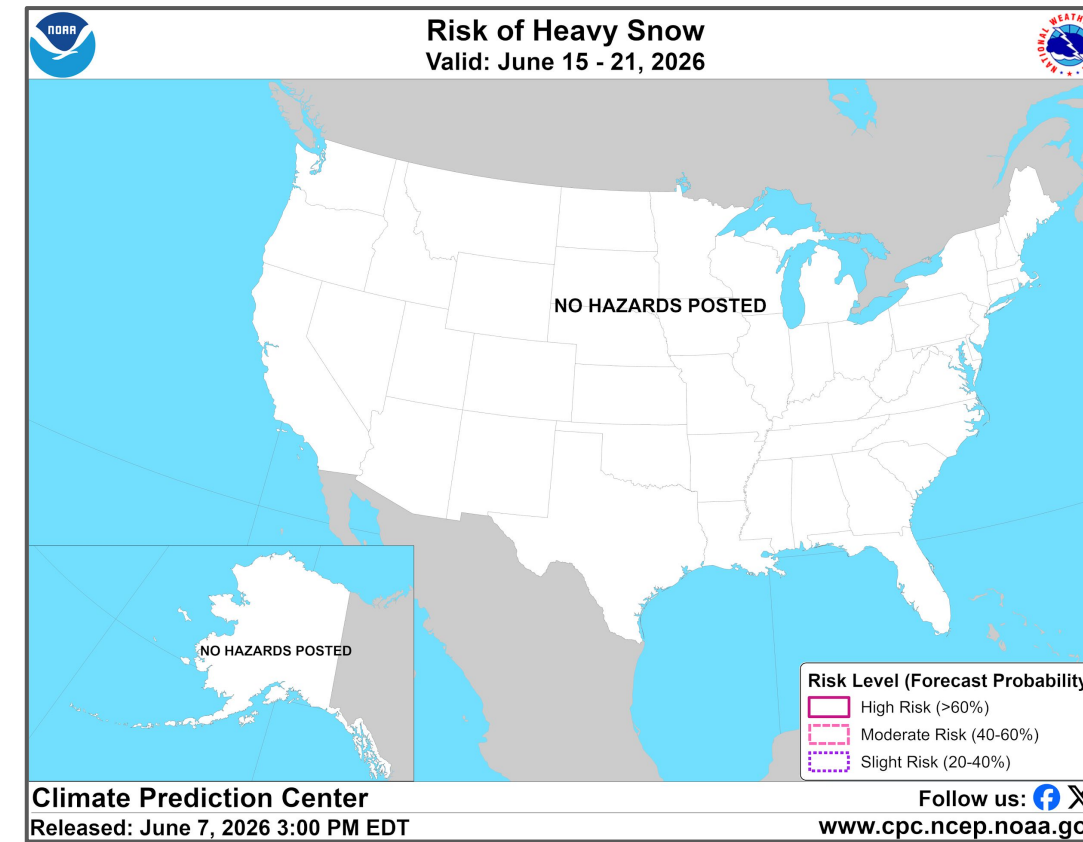 NOAA
Risk of Heavy Snow
Valid: June 15 - 21, 2026
NO HAZARDS POSTED
NO HAZARDS POSTED
Risk Level (Forecast Probability
High Risk (>60%)
Moderate Risk (40-60%)
Slight Risk (20-40%)
Climate Prediction Center
Follow us:
Released: June 7, 2026 3:00 PM EDT
www.cpc.ncep.noaa.go